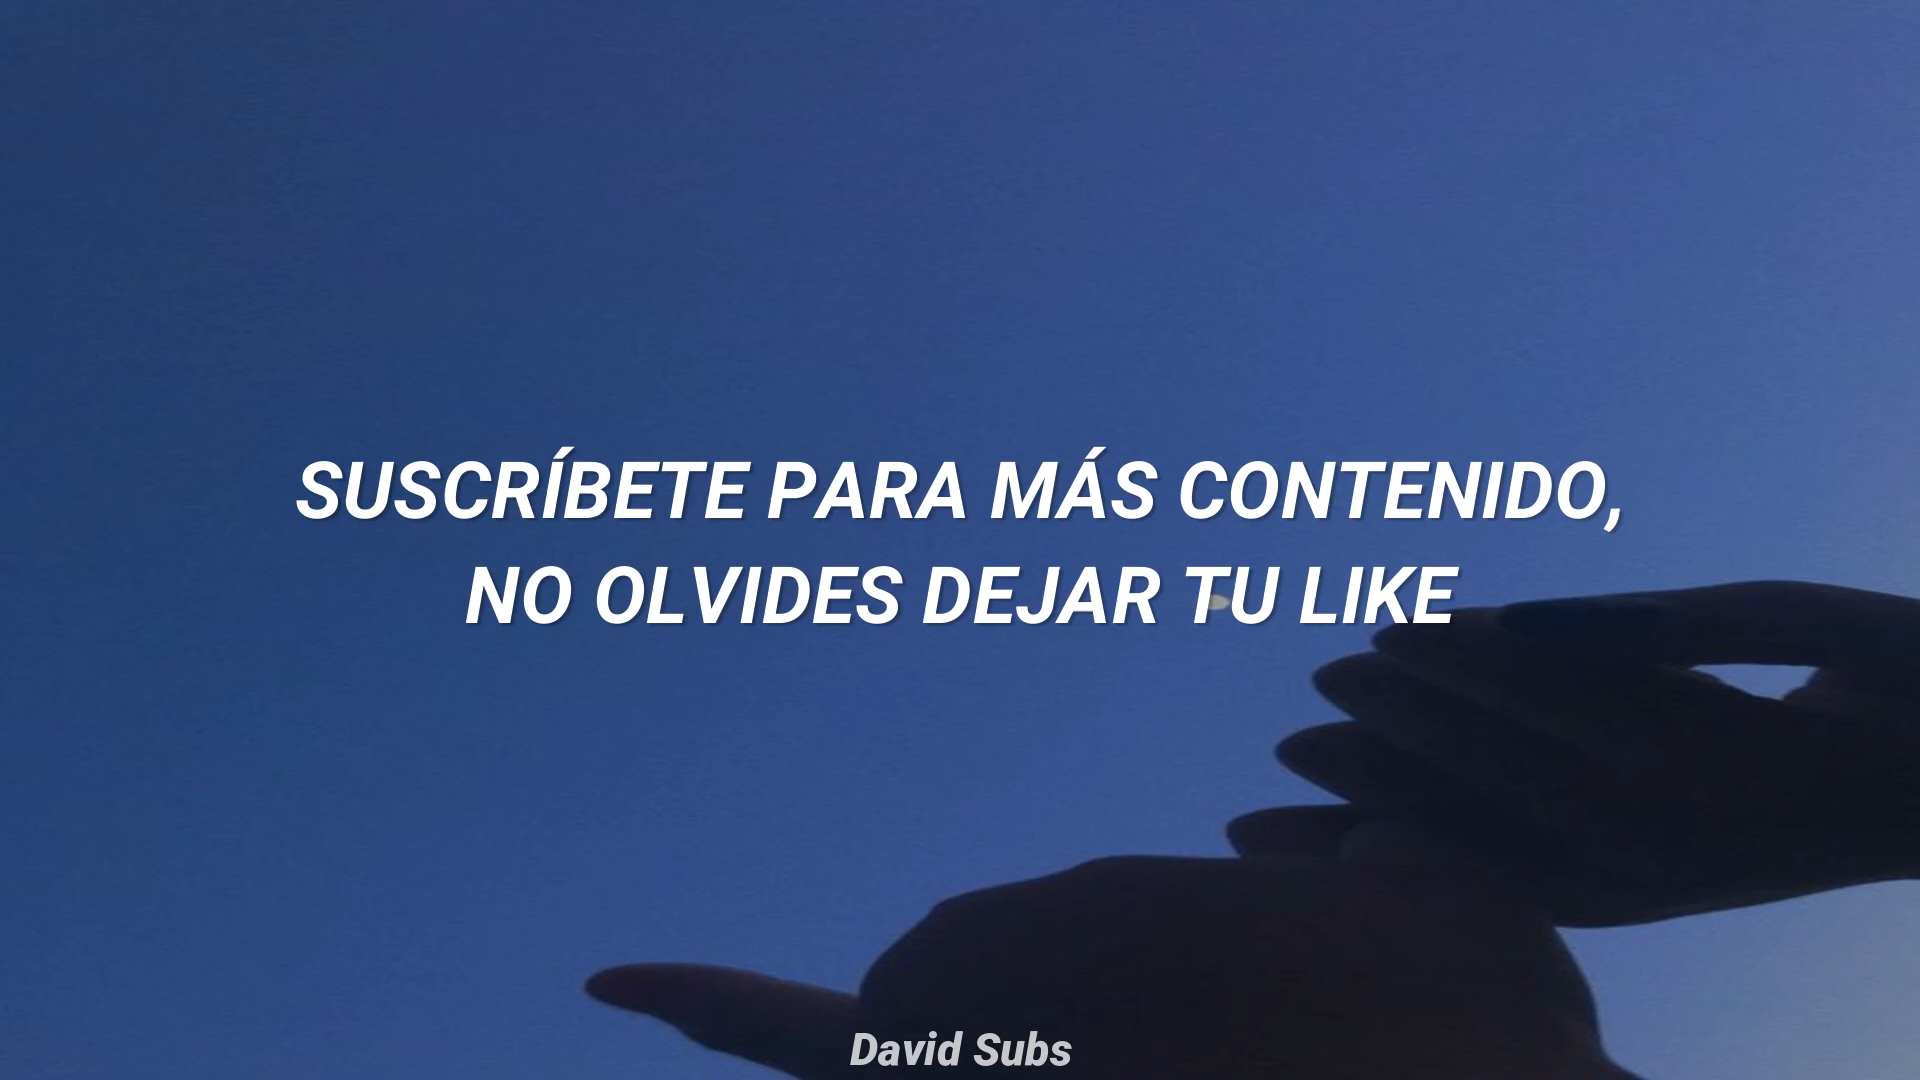 SUSCRÍBETE PARA MÁS CONTENIDO,
NO OLVIDES DEJAR TU LIKE
David Subs